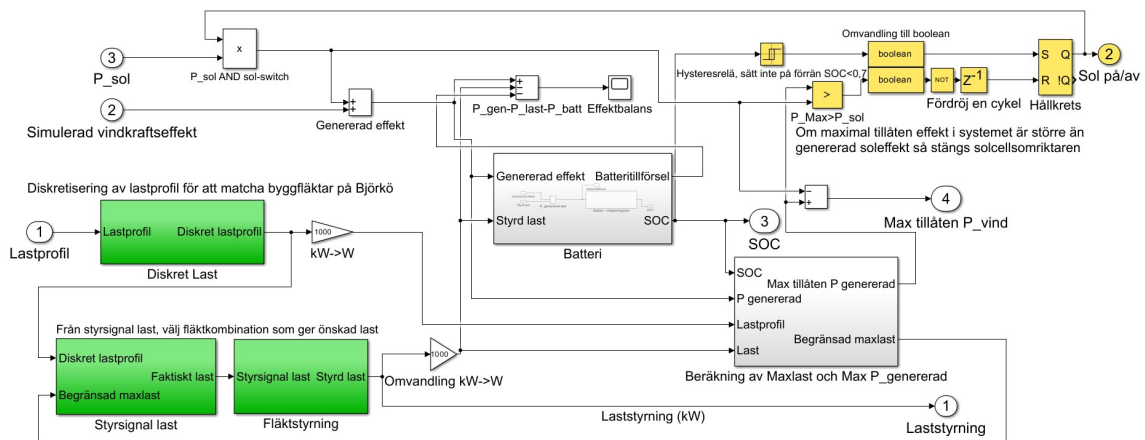 3
P_sol
x
P_sol AND sol-switch
2
Simulerad vindkraftseffekt
+
+
Genererad effekt
+
−
−
P_gen-P_last-P_batt
Effektbalans
Hysteresrelä, sätt inte på förrän SOC<0,7
Omvandling till boolean
boolean
boolean
>
P_Max>P_sol
NOT
Z-1
Fördröj en cykel
S Q
R !Q
Hållkrets
2
Sol på/av
Om maximal tillåten effekt i systemet är större än
genererad soleffekt så stängs solcellsomriktaren
Genererad effekt
Batteritillförsel
Styrd last
SOC
Batteri
−
+
4
Max tillåten P_vind
3
SOC
Diskretisering av lastprofil för att matcha byggfläktar på Björkö
1
Lastprofil
Lastprofil
Diskret lastprofil
Diskret Last
1000
kW->W
SOC
Max tillåten P genererad
P genererad
Lastprofil
Begränsad maxlast
Last
Beräkning av Maxlast och Max P_genererad
Från styrsignal last, välj fläktkombination som ger önskad last
Diskret lastprofil
Faktiskt last
Begränsad maxlast
Styrsignal last
Styrsignal last
Styrd last
Fläktstyrning
1000
Omvandling kW->W
Laststyrning (kW)
1
Laststyrning